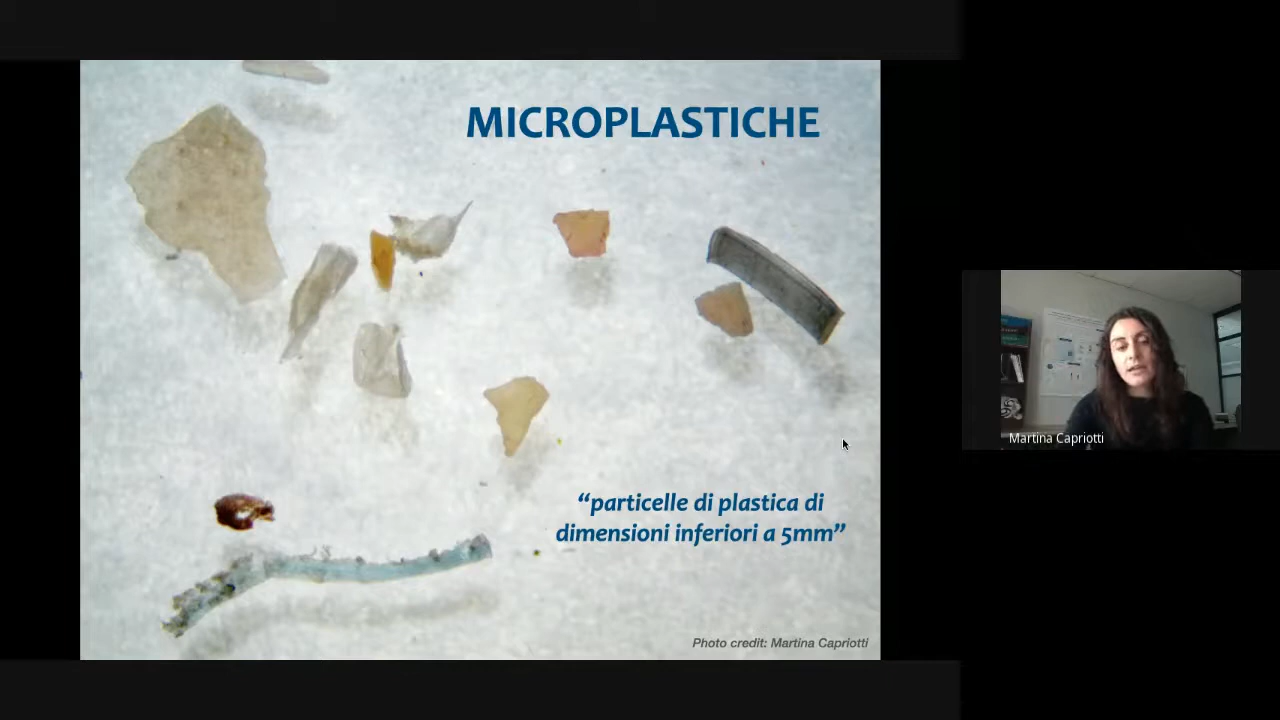 MICROPLASTICHE
“particelle di plastica di
dimensioni inferiori a 5mm”
Photo credit: Martina Capriotti
Martina Capriotti